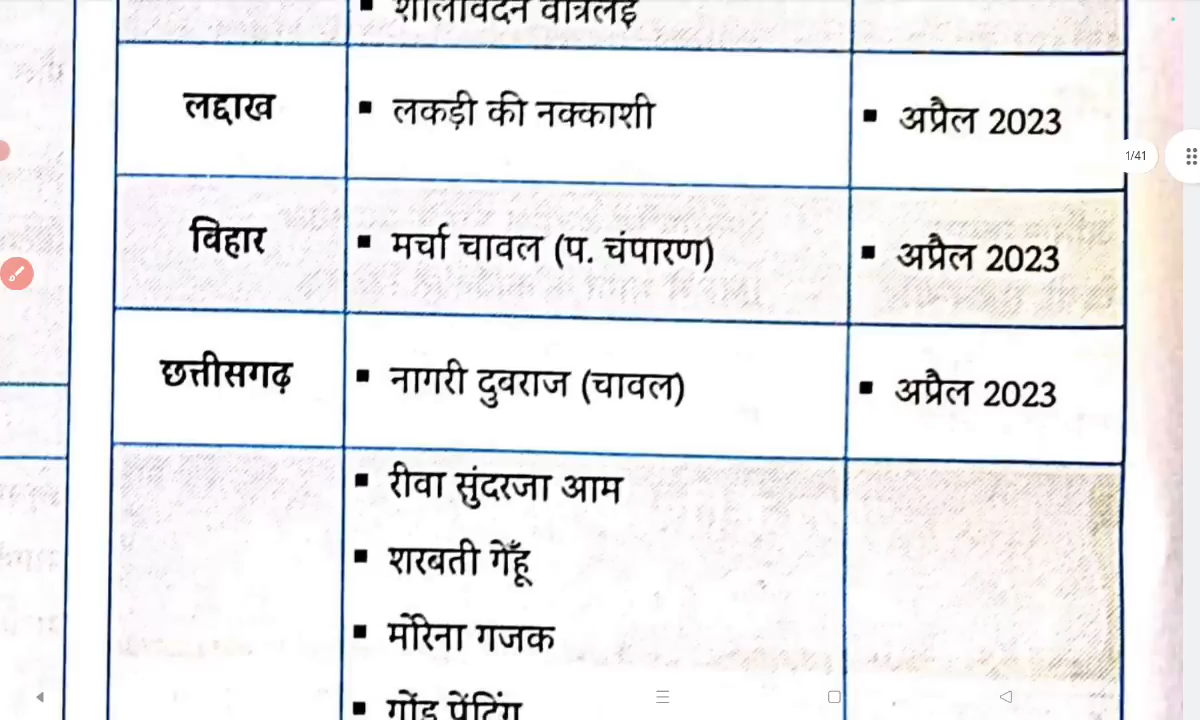 लद्दाख
▪ लकड़ी की नक्काशी
▪ अप्रैल 2023
1/41
बिहार
▪ मर्चा चावल (प. चंपारण)
▪ अप्रैल 2023
छत्तीसगढ़
▪ नागरी दुवराज (चावल)
▪ अप्रैल 2023
▪ रीवा सुंदरजा आम
▪ शरबती गेहूँ
▪ मोरिना गजक
▪ गोंड पेंटिंग